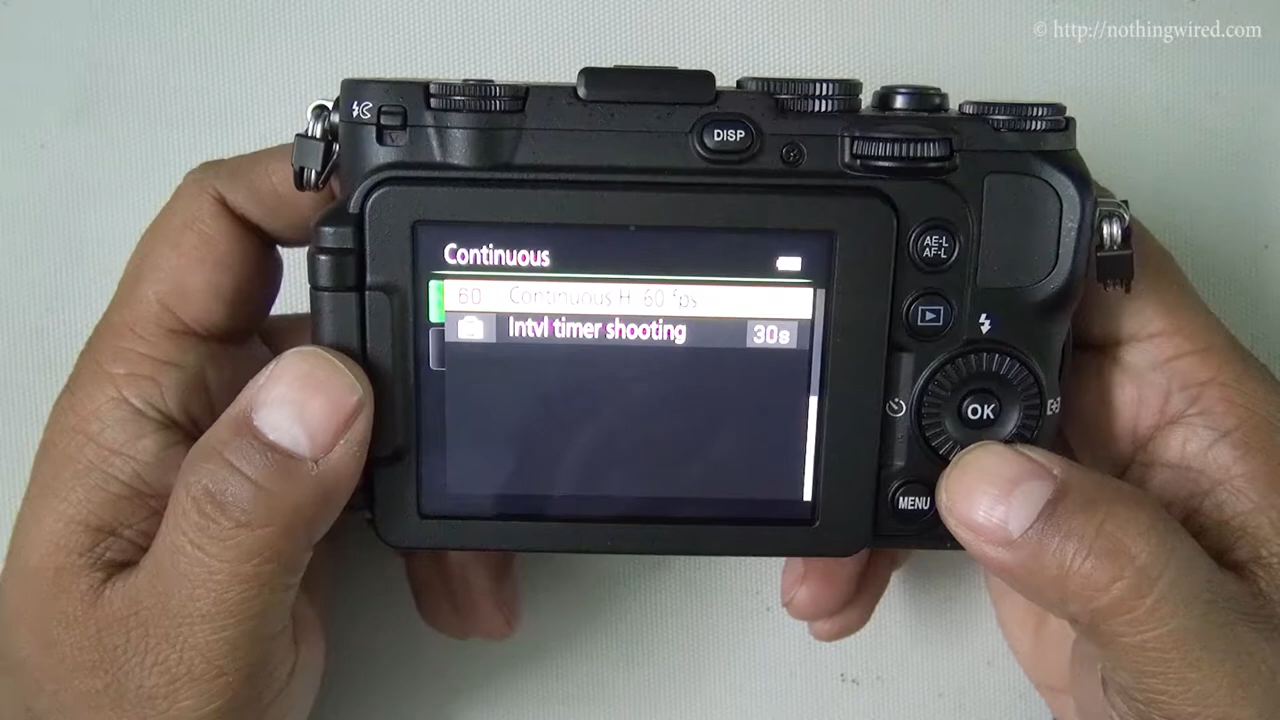 © http://nothingwired.com
DISP
AE-L
AF-L
Continuous
60 Continuous H: 60 fps
Intvl timer shooting 30s
OK
MENU